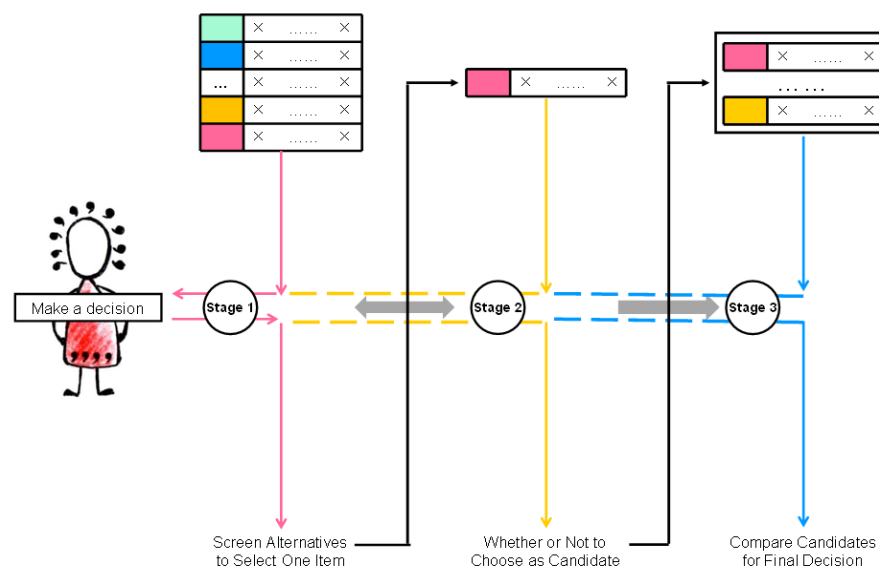 × ...... ×
× ...... ×
... × ...... ×
× ...... ×
× ...... ×
× ...... ×
× ...... ×
... ...
× ...... ×
Make a decision
Stage 1
Stage 2
Stage 3
Screen Alternatives
to Select One Item
Whether or Not to
Choose as Candidate
Compare Candidates
for Final Decision